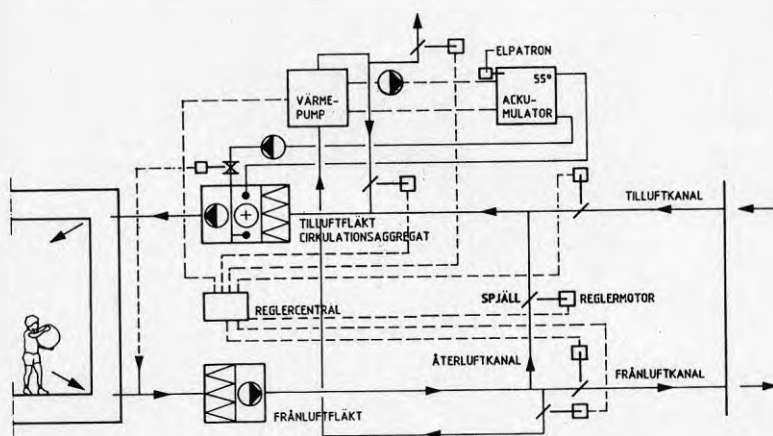 ELPATRON
VÄRME-
PUMP
55°
ACKU-
MULATOR
TILLUFTKANAL
TILLUFTFLÄKT
CIRKULATIONSAGGREGAT
SPJÄLL
REGLERMOTOR
REGLERCENTRAL
ÅTERLUFTKANAL
FRÅNLUFTKANAL
FRÅNLUFTFLÄKT